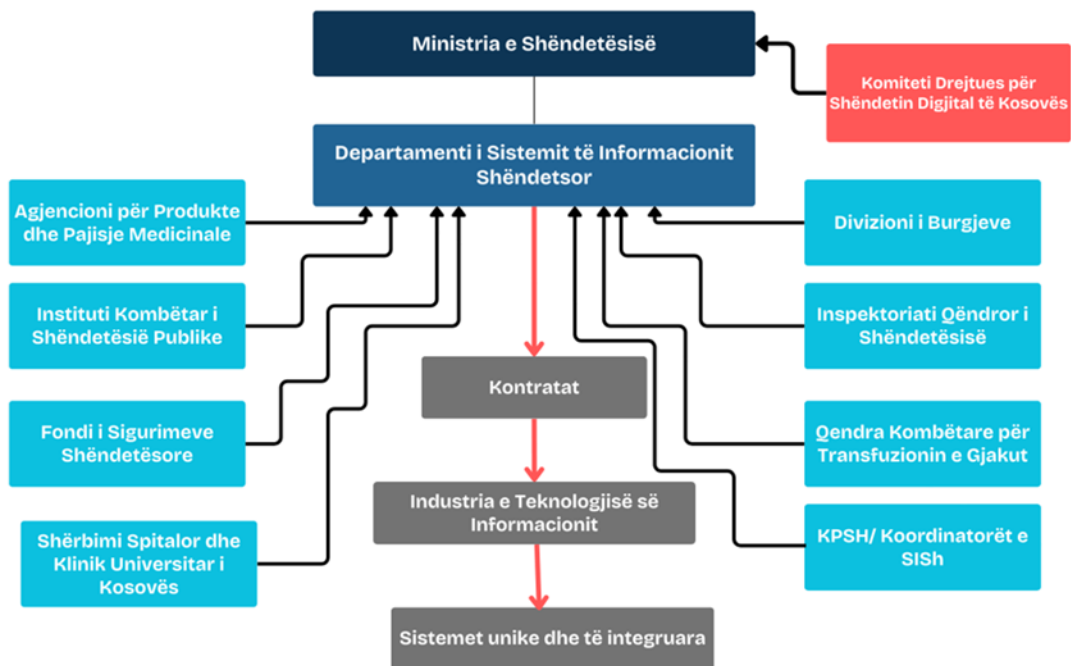 Ministria e Shëndetësisë
Komiteti Drejtues për
Shëndetin Digjital të Kosovës
Departamenti i Sistemit të Informacionit
Shëndetsor
Agjencioni për Produkte
dhe Pajisje Medicinale
Divizioni i Burgjeve
Instituti Kombëtar i
Shëndetësië Publike
Inspektoriati Qëndror i
Shëndetësisë
Kontratat
Fondi i Sigurimeve
Shëndetësore
Qendra Kombëtare për
Transfuzionin e Gjakut
Industria e Teknologjisë së
Informacionit
Shërbimi Spitalor dhe
Klinik Universitar i
Kosovës
KPSH/ Koordinatorët e
SISh
Sistemet unike dhe të integruara